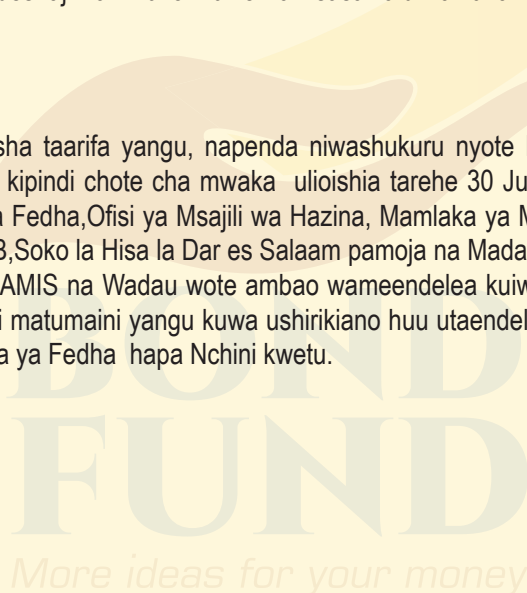 sha taarifa yangu, napenda niwashukuru nyote
kipindi chote cha mwaka ulioishia tarehe 30 Ju
a Fedha,Ofisi ya Msajili wa Hazina, Mamlaka ya M
,Soko la Hisa la Dar es Salaam pamoja na Mada
AMIS na Wadau wote ambao wameendelea kuiw
i matumaini yangu kuwa ushirikiano huu utaendel
a ya Fedha hapa Nchini kwetu.
BOND
FUND
More ideas for your money